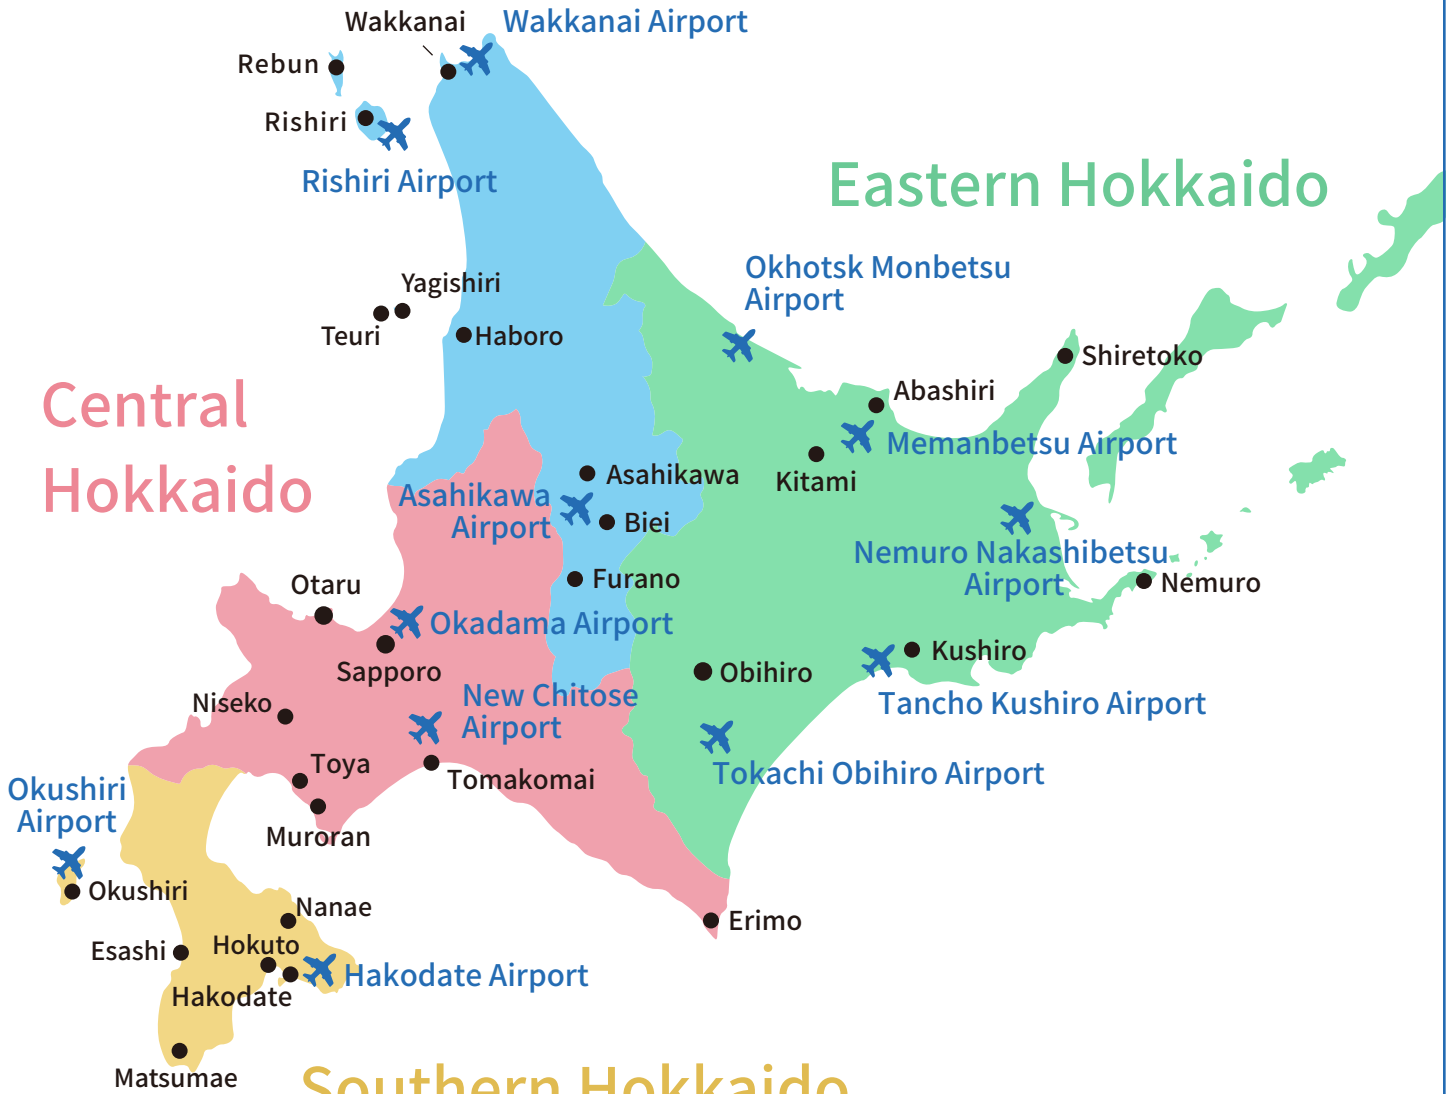 Wakkanai
Wakkanai Airport
Rebun
Rishiri
Rishiri Airport
Eastern Hokkaido
Okhotsk Monbetsu
Airport
Yagishiri
Teuri
Haboro
Shiretoko
Abashiri
Central
Hokkaido
Memanbetsu Airport
Kitami
Asahikawa
Asahikawa
Airport
Biei
Nemuro Nakashibetsu
Airport
Furano
Nemuro
Otaru
Okadama Airport
Sapporo
Kushiro
Obihiro
New Chitose
Airport
Niseko
Tancho Kushiro Airport
Toya
Tomakomai
Tokachi Obihiro Airport
Okushiri
Airport
Muroran
Okushiri
Nanae
Erimo
Esashi
Hokuto
Hakodate Airport
Hakodate
Matsumae
Southern Hokkaido